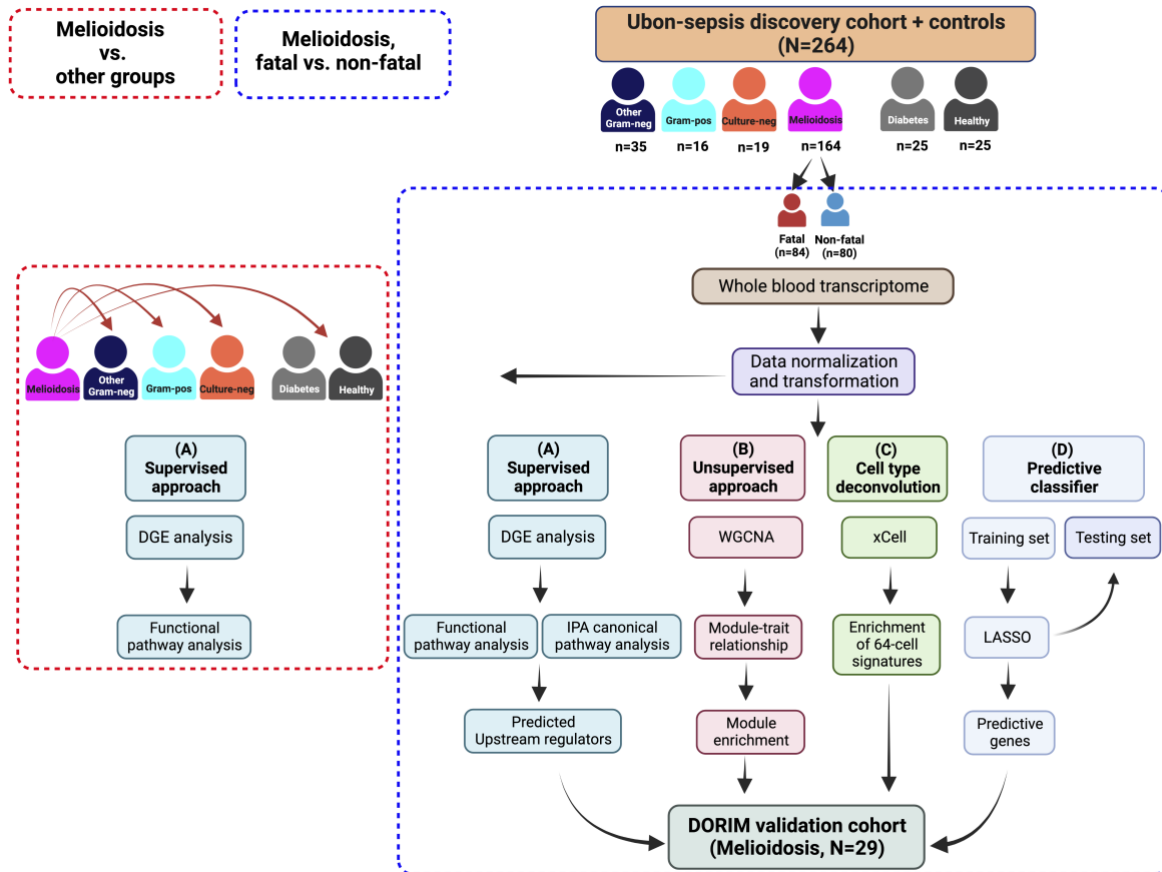 Melioidosis
vs.
other groups
Melioidosis,
fatal vs. non-fatal
Ubon-sepsis discovery cohort + controls
(N=264)
Other
Gram-neg
Gram-pos
Culture-neg
Melioidosis
Diabetes
Healthy
n=35
n=16
n=19
n=164
n=25
n=25
Fatal
(n=84)
Non-fatal
(n=80)
Whole blood transcriptome
Data normalization
and transformation
Melioidosis
Other
Gram-neg
Gram-pos
Culture-neg
Diabetes
Healthy
(A)
Supervised
approach
DGE analysis
Functional
pathway analysis
(A)
Supervised
approach
DGE analysis
Functional
pathway analysis
IPA canonical
pathway analysis
Predicted
Upstream regulators
(B)
Unsupervised
approach
WGCNA
Module-trait
relationship
Module
enrichment
(C)
Cell type
deconvolution
xCell
Enrichment
of 64-cell
signatures
(D)
Predictive
classifier
Training set
Testing set
LASSO
Predictive
genes
DORIM validation cohort
(Melioidosis, N=29)